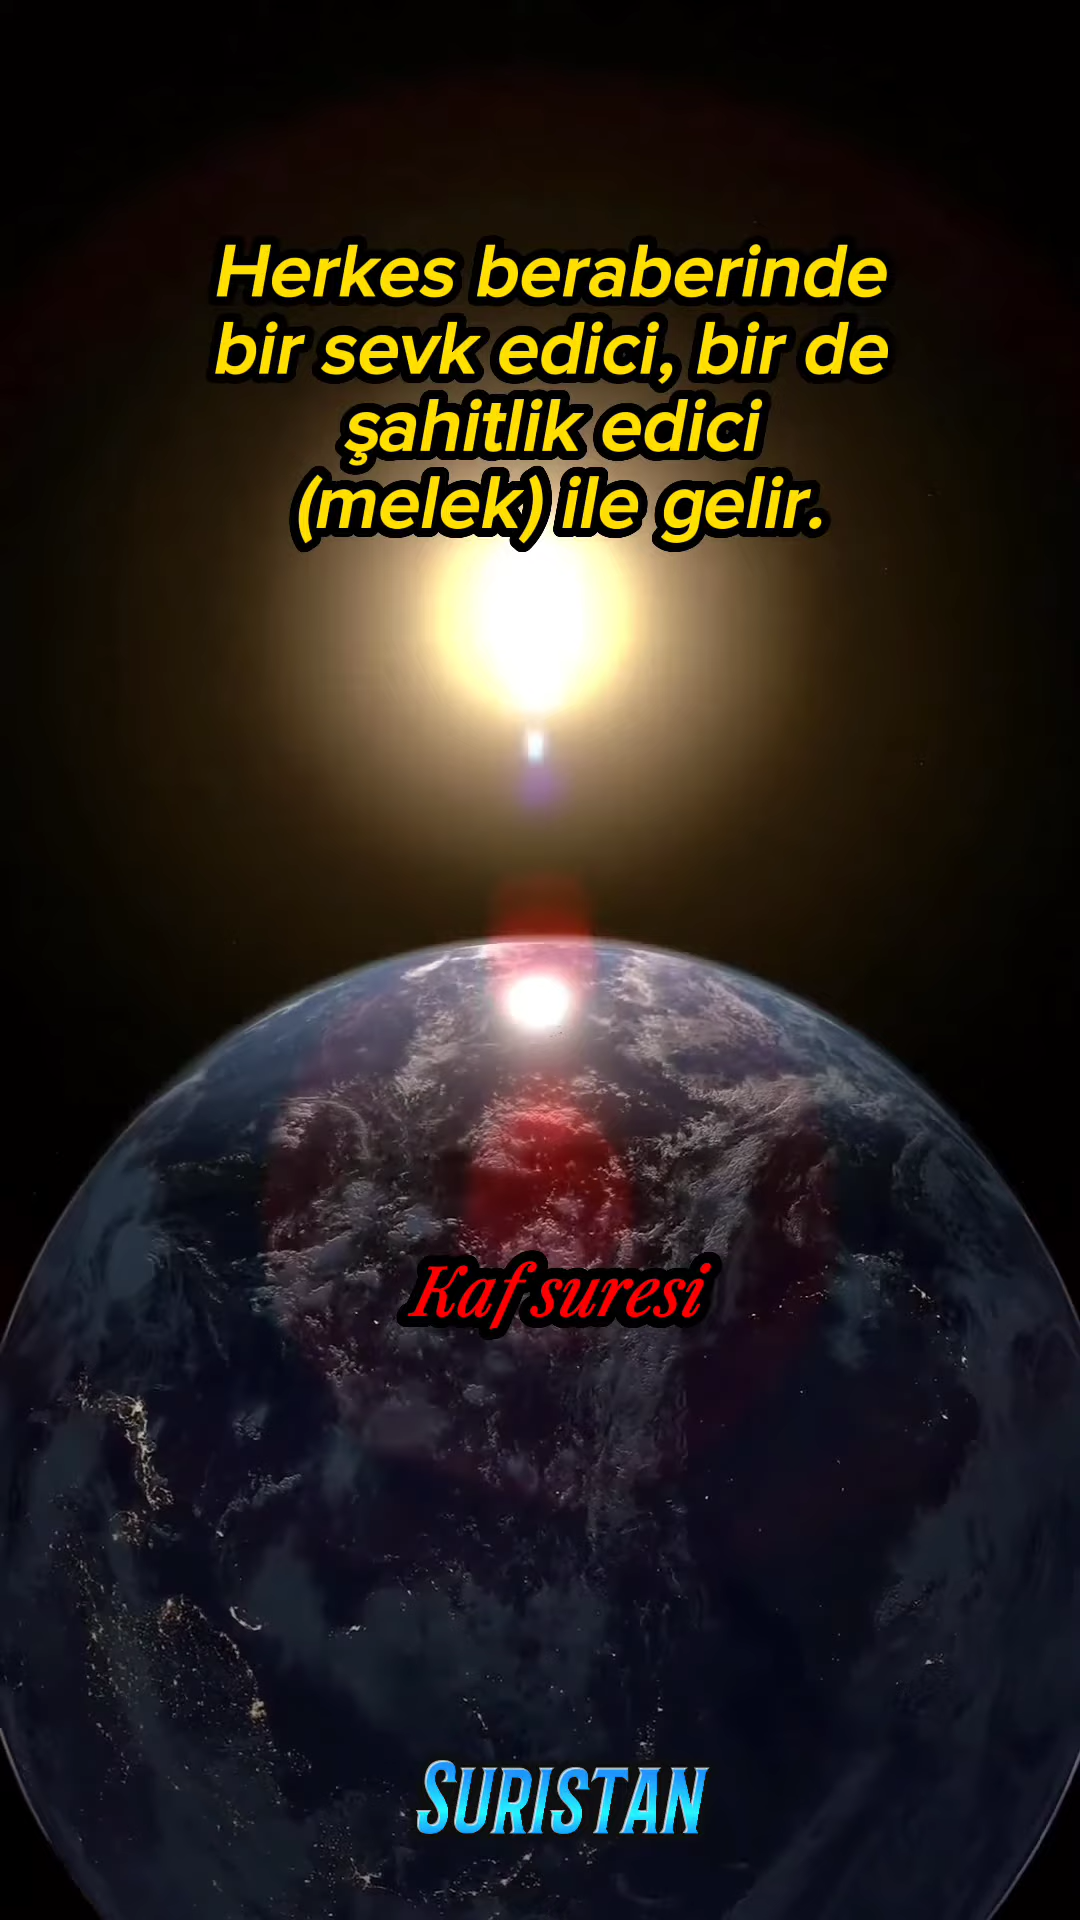 Herkes beraberinde
bir sevk edici, bir de
şahitlik edici
(melek) ile gelir.
Kaf suresi
SURISTAN